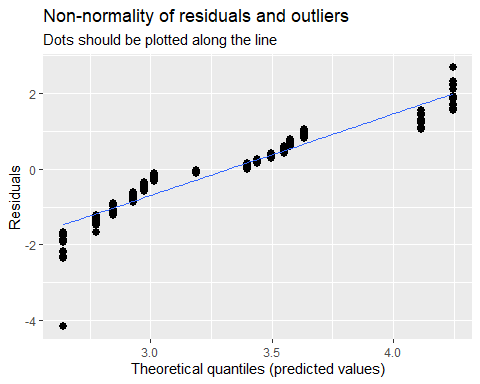 Non-normality of residuals and outliers
Dots should be plotted along the line
Residuals
2
0
-2
-4
3.0 3.5 4.0
Theoretical quantiles (predicted values)